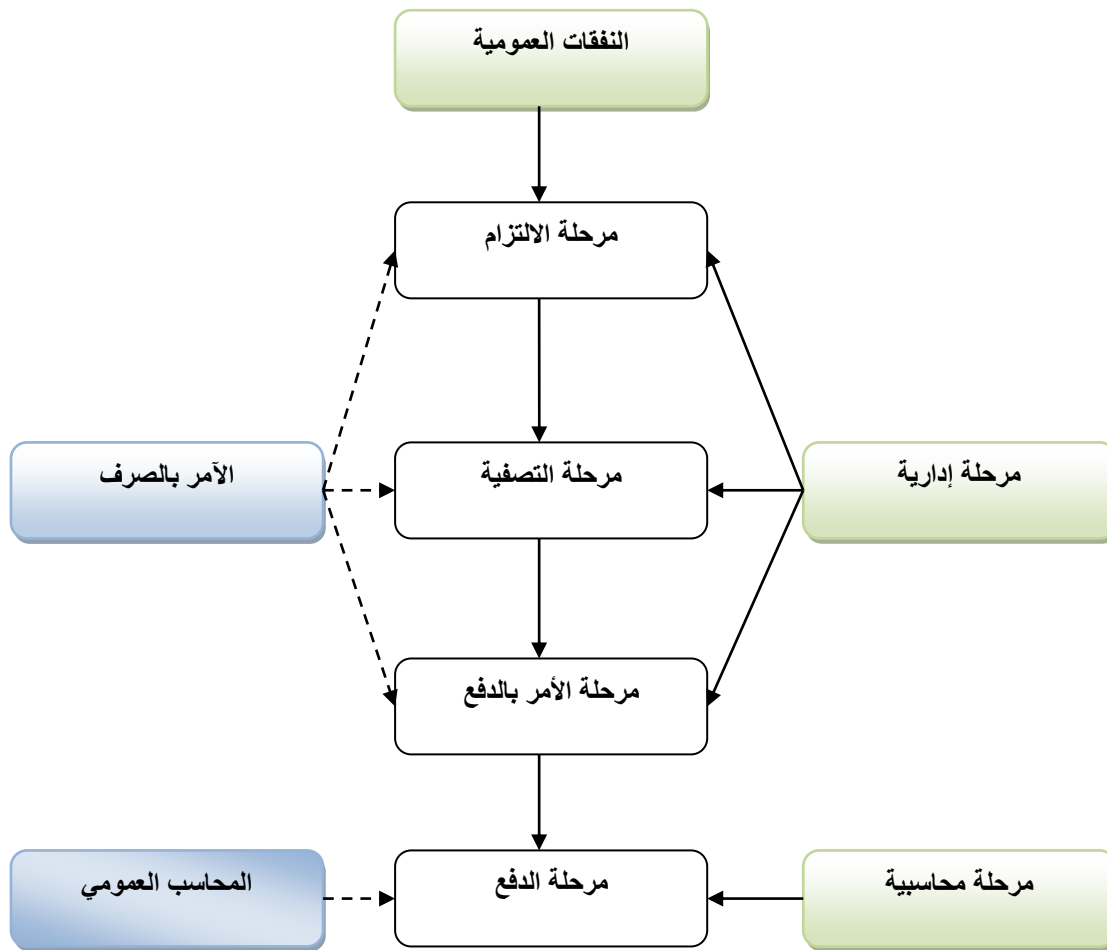 النفقات العمومية
مرحلة الالتزام
مرحلة إدارية
مرحلة التصفية
الآمر بالصرف
مرحلة الأمر بالدفع
مرحلة محاسبية
مرحلة الدفع
المحاسب العمومي